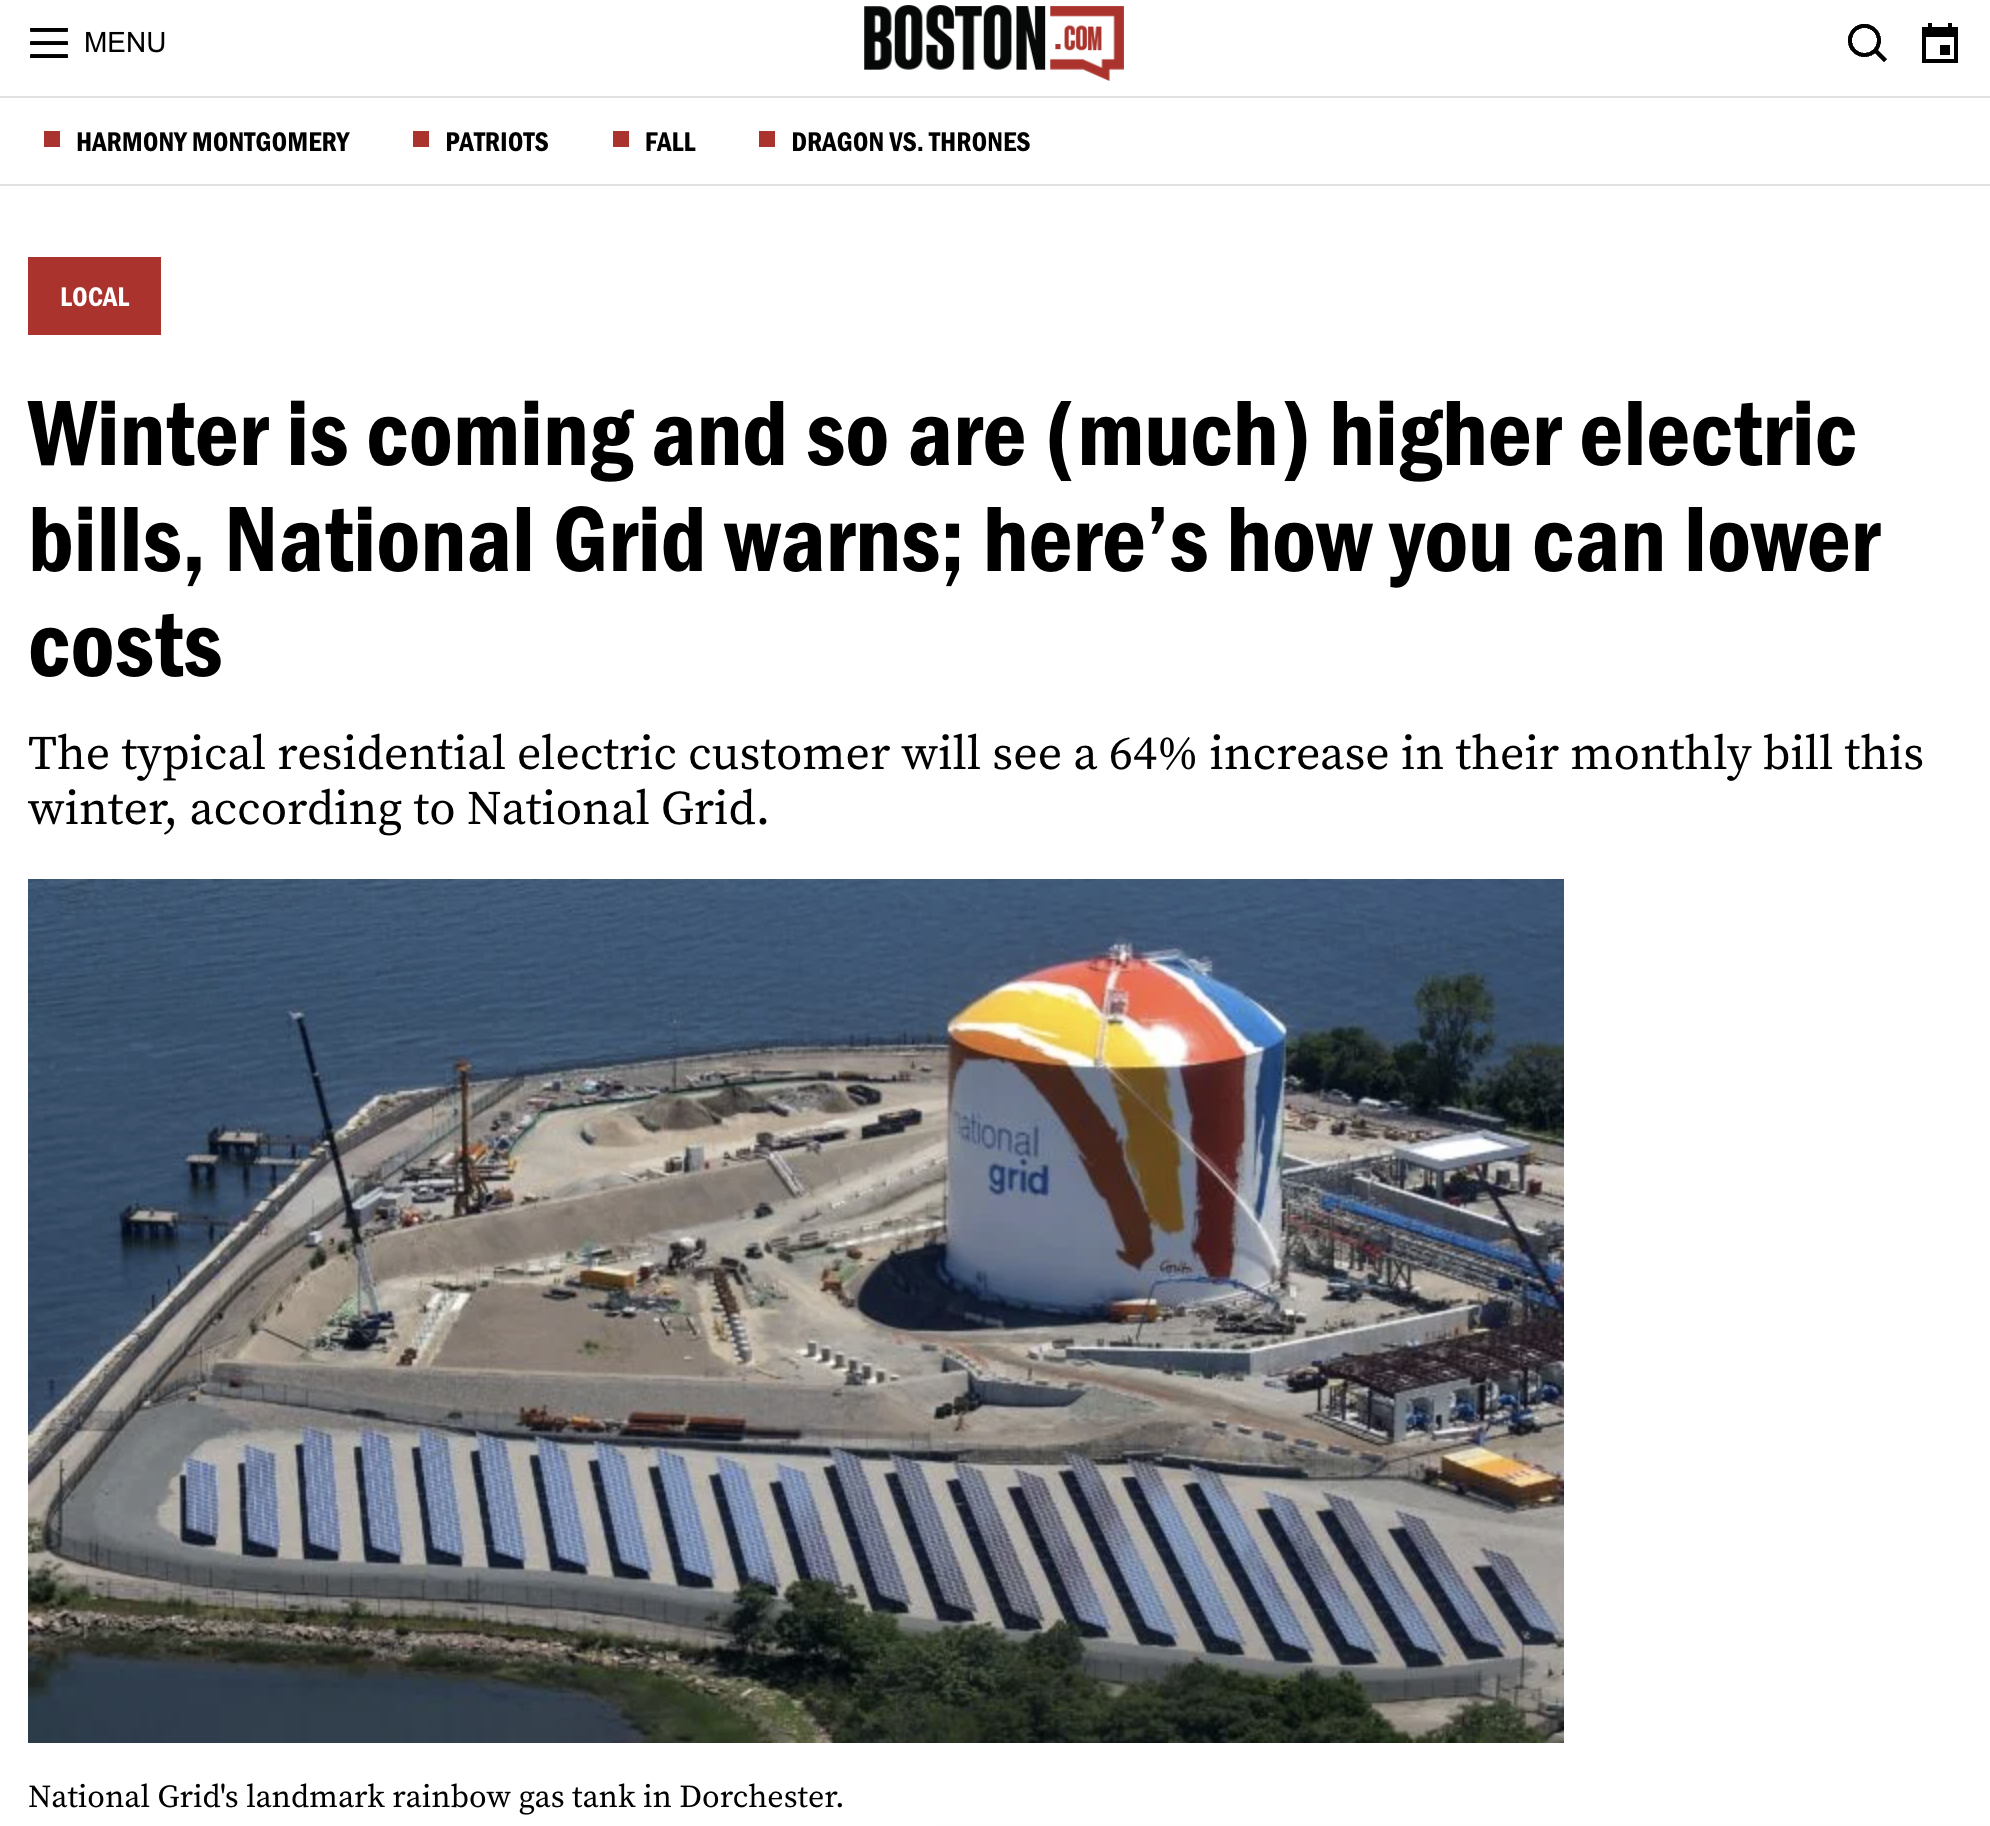 MENU
BOSTON.COM
HARMONY MONTGOMERY
PATRIOTS
FALL
DRAGON VS. THRONES
LOCAL
Winter is coming and so are (much) higher electric
bills, National Grid warns; here’s how you can lower
costs
The typical residential electric customer will see a 64% increase in their monthly bill this
winter, according to National Grid.
national
grid
National Grid's landmark rainbow gas tank in Dorchester.